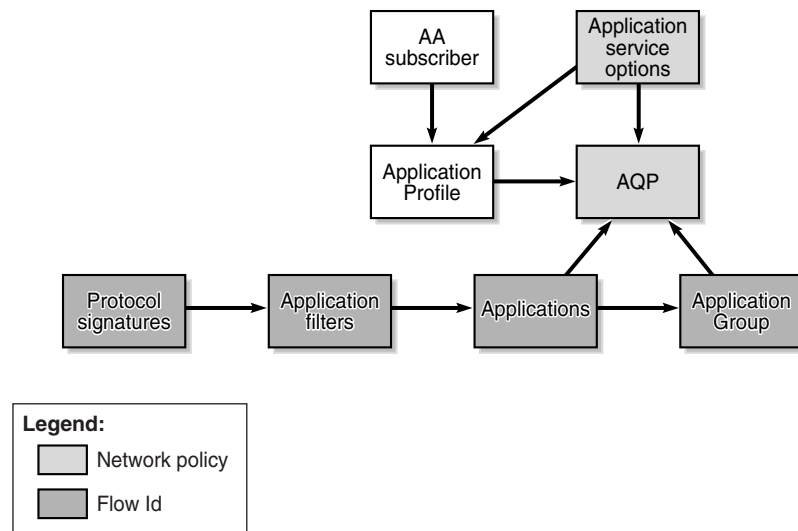 AA
subscriber
Application
service
options
Application
Profile
AQP
Protocol
signatures
Application
filters
Applications
Application
Group
Legend:
Network policy
Flow Id